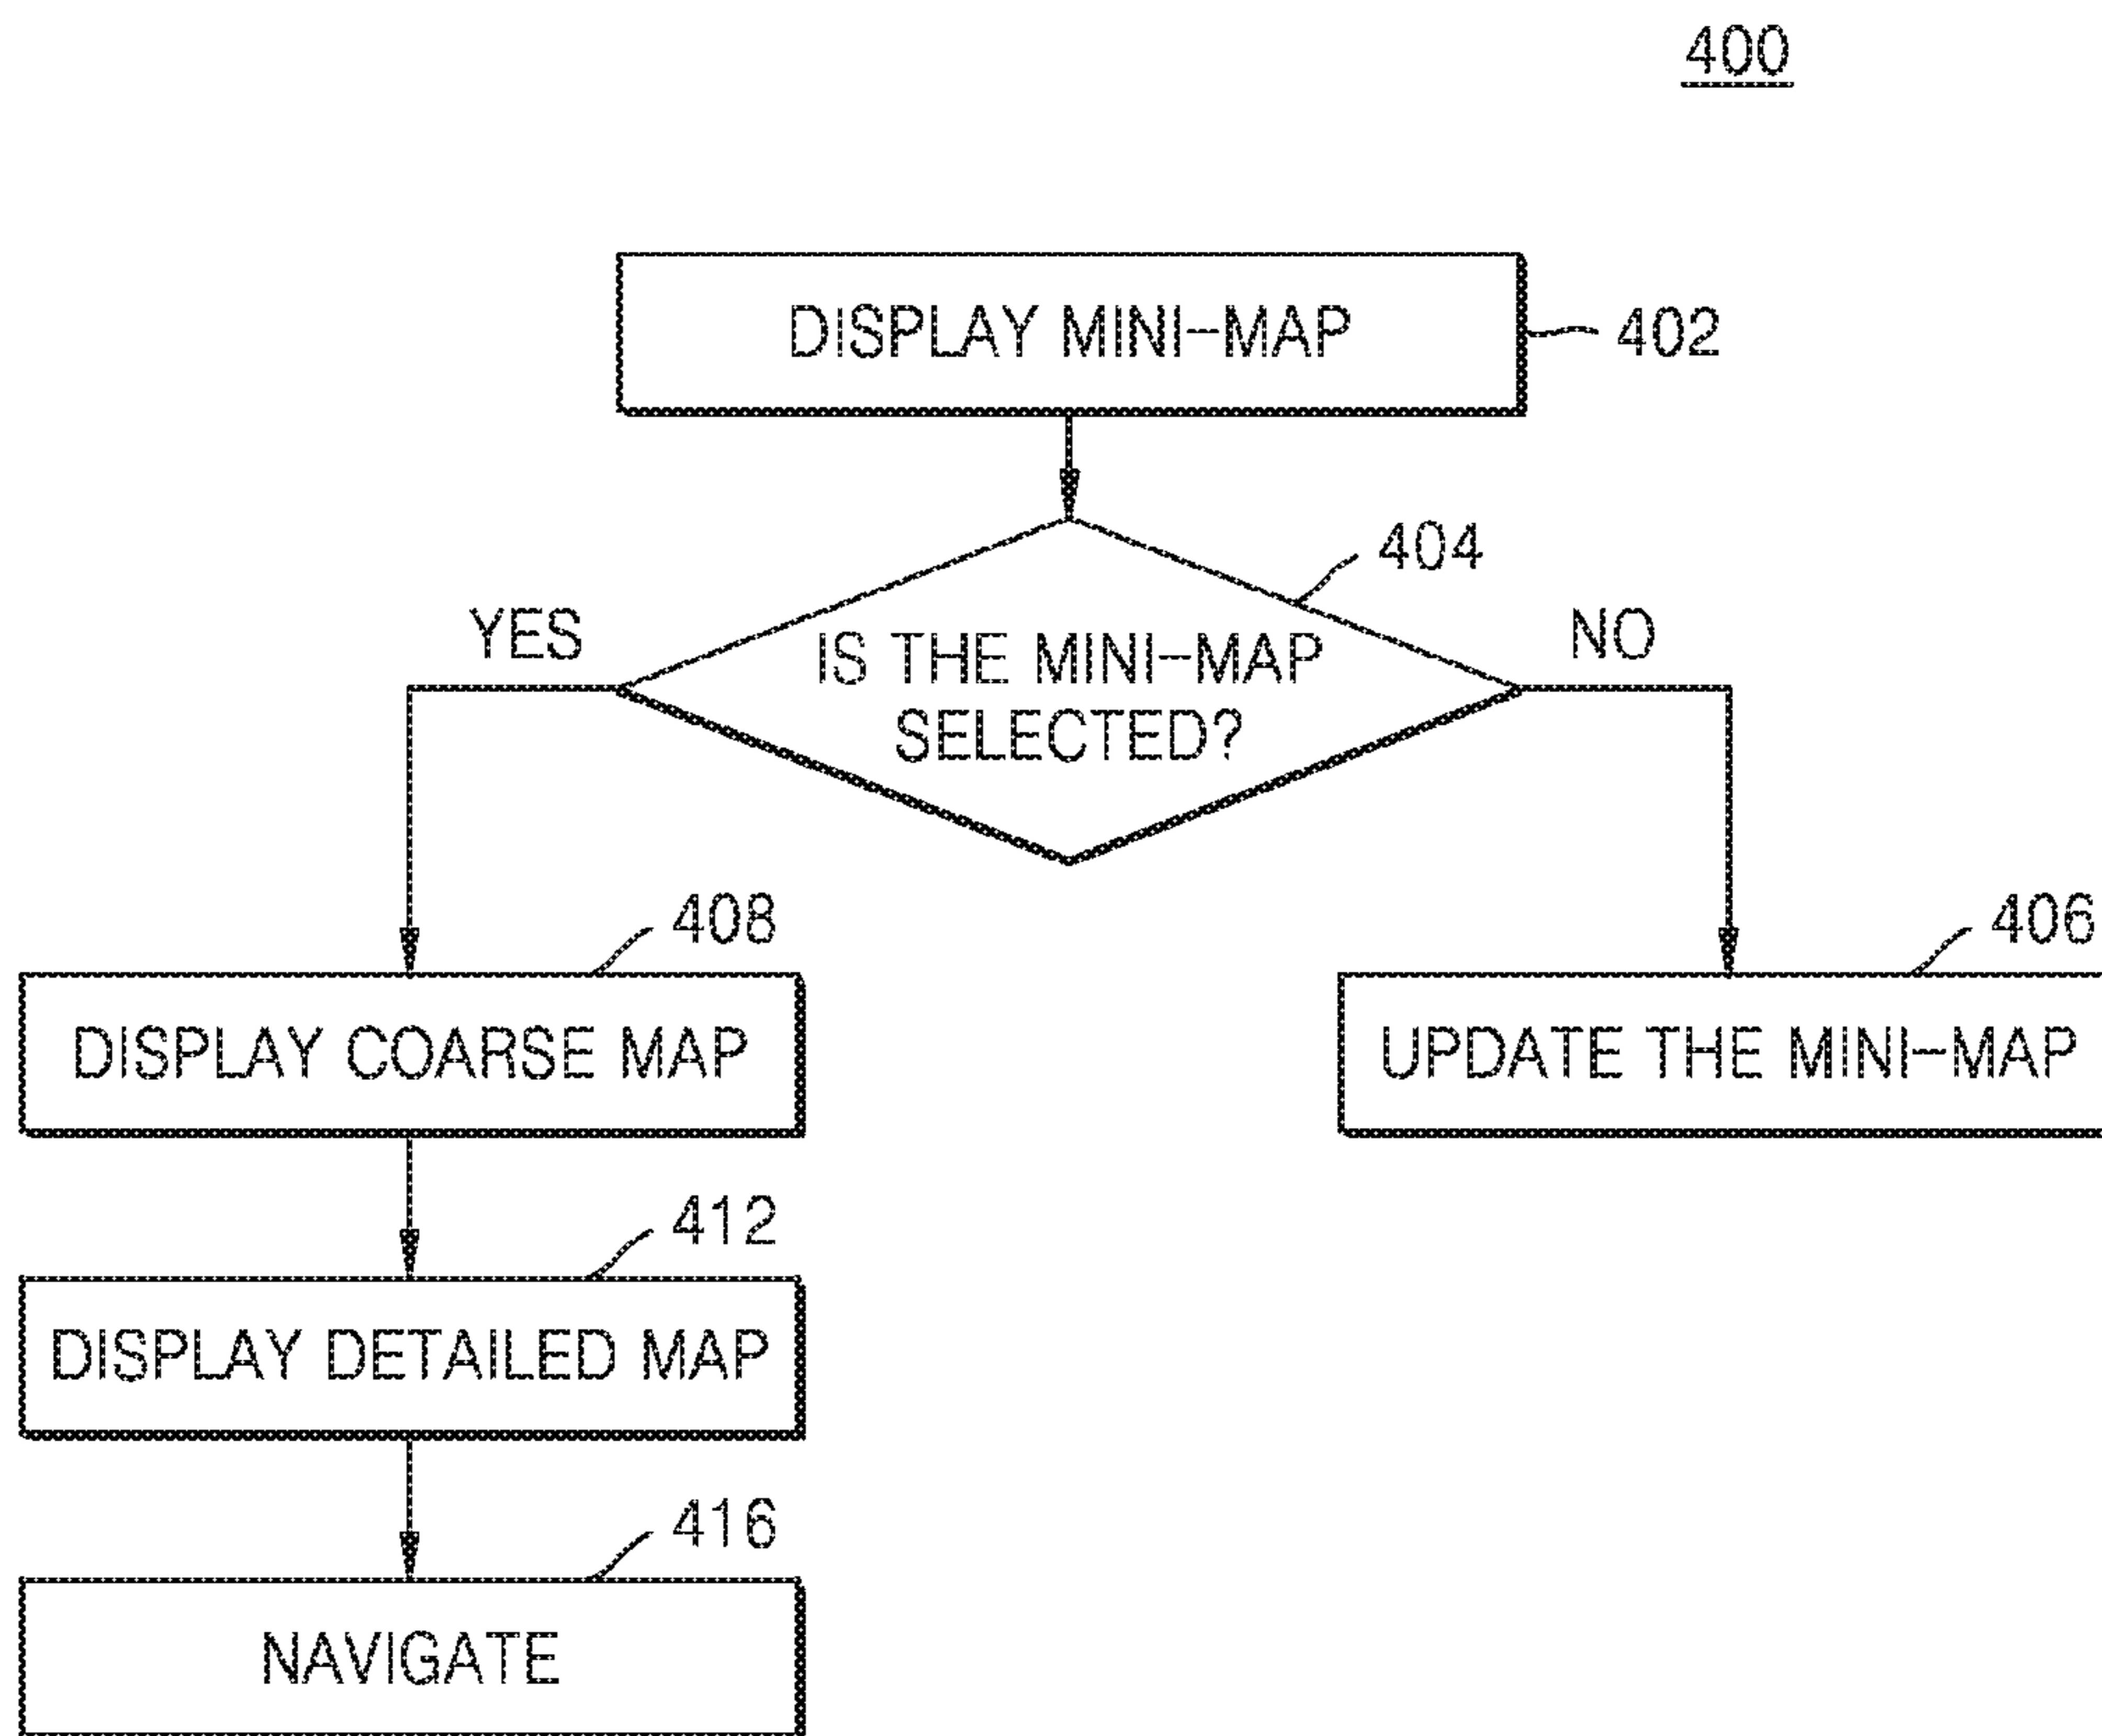 400
DISPLAY MINI-MAP
402
404
YES
IS THE MINI-MAP
SELECTED?
NO
408
406
DISPLAY COARSE MAP
UPDATE THE MINI-MAP
412
DISPLAY DETAILED MAP
416
NAVIGATE